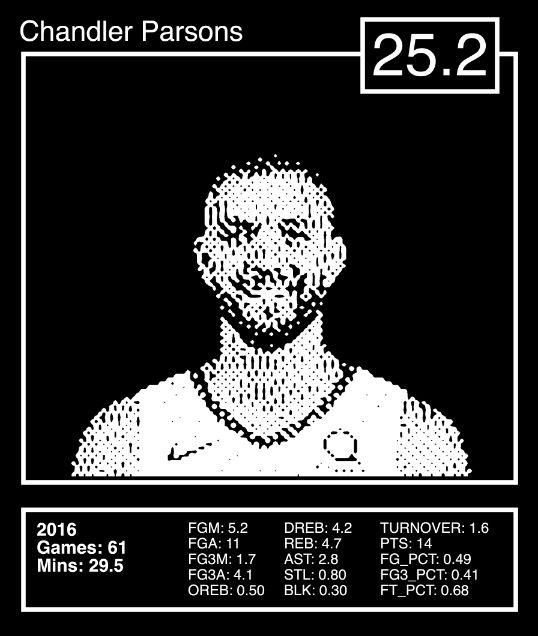 Chandler Parsons
25.2
2016
Games: 61
Mins: 29.5
FGM: 5.2
FGA: 11
FG3M: 1.7
FG3A: 4.1
OREB: 0.50
DREB: 4.2
REB: 4.7
AST: 2.8
STL: 0.80
BLK: 0.30
TURNOVER: 1.6
PTS: 14
FG_PCT: 0.49
FG3_PCT: 0.41
FT_PCT: 0.68